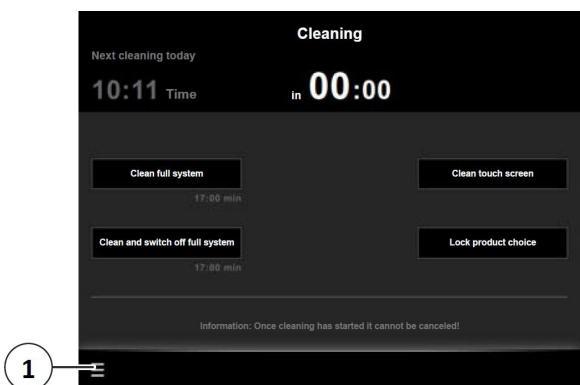 Cleaning
Next cleaning today
10:11 Time
in 00:00
Clean full system
Clean touch screen
17:00 min
Clean and switch off full system
Lock product choice
17:00 min
Information: Once cleaning has started it cannot be canceled!
1